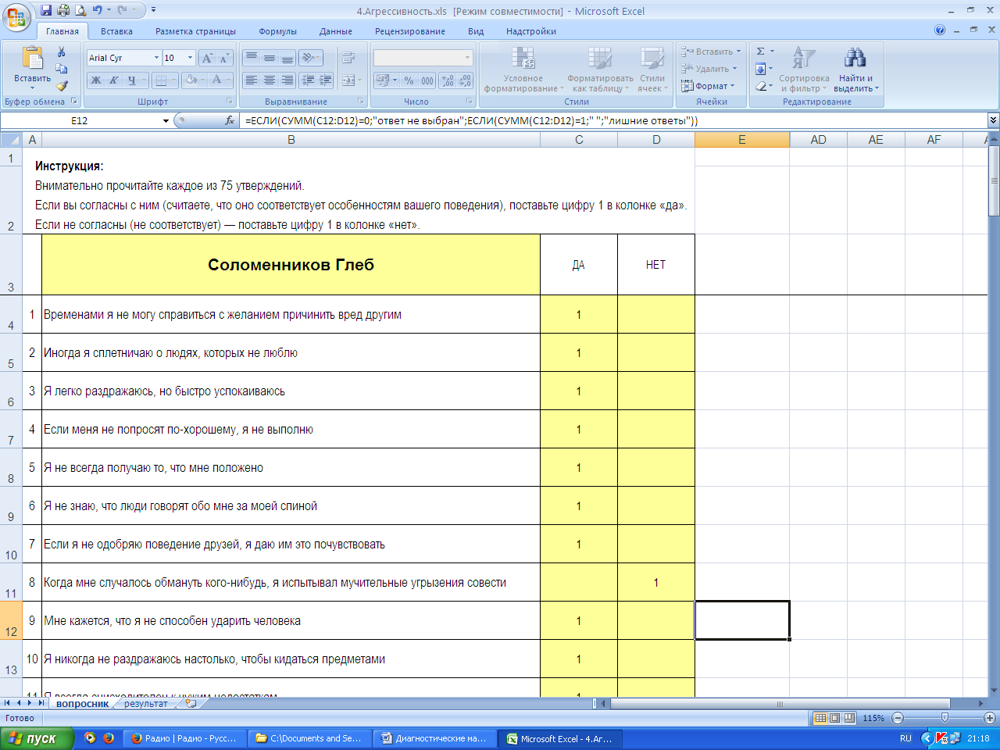 4.Агрессивность.xls [Режим совместимости] - Microsoft Excel
Главная Вставка Разметка страницы Формулы Данные Рецензирование Вид Надстройки
Вставить
Буфер обмена
Arial Cyr 10
Ж К Ч
Шрифт
Выравнивание
% 000
Число
Условное форматирование
Форматировать как таблицу
Стили ячеек
Стили
Вставить
Удалить
Формат
Ячейки
Σ
Сортировка и фильтр
Найти и выделить
Редактирование
E12 fx =ЕСЛИ(СУММ(C12:D12)=0;"ответ не выбран";ЕСЛИ(СУММ(C12:D12)=1;" ";"лишние ответы"))
A B C D E AD AE AF
1 Инструкция:
Внимательно прочитайте каждое из 75 утверждений.
Если вы согласны с ним (считаете, что оно соответствует особенностям вашего поведения), поставьте цифру 1 в колонке «да».
2 Если не согласны (не соответствует) — поставьте цифру 1 в колонке «нет».
3 Соломенников Глеб ДА НЕТ
4 1 Временами я не могу справиться с желанием причинить вред другим 1
5 2 Иногда я сплетничаю о людях, которых не люблю 1
6 3 Я легко раздражаюсь, но быстро успокаиваюсь 1
7 4 Если меня не попросят по-хорошему, я не выполню 1
8 5 Я не всегда получаю то, что мне положено 1
9 6 Я не знаю, что люди говорят обо мне за моей спиной 1
10 7 Если я не одобряю поведение друзей, я даю им это почувствовать 1
11 8 Когда мне случалось обмануть кого-нибудь, я испытывал мучительные угрызения совести 1
12 9 Мне кажется, что я не способен ударить человека 1
13 10 Я никогда не раздражаюсь настолько, чтобы кидаться предметами 1
11 Я всегда снисходителен к чужим недостаткам 1
вопросник результат
Готово 115%
пуск Радио | Радио - Русс... C:\Documents and Se... Диагностические ма... Microsoft Excel - 4.Аг... RU 21:18